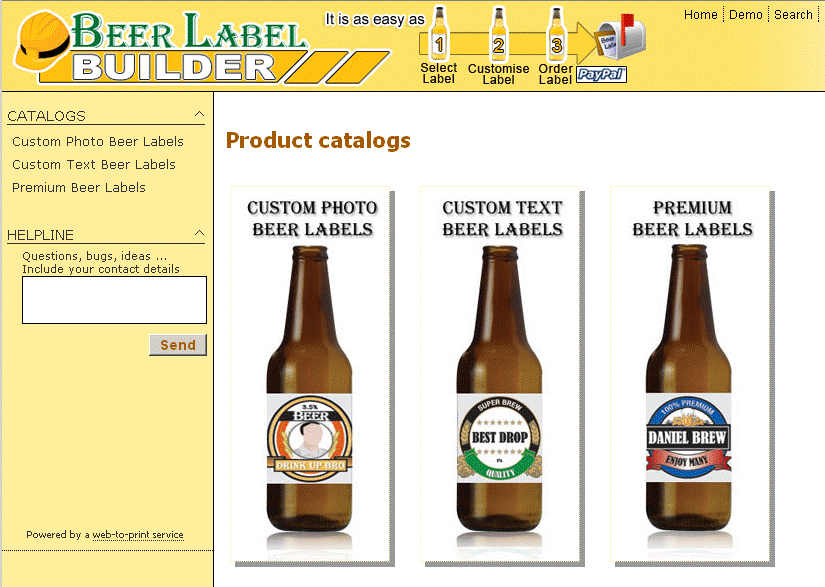 BEER LABEL
BUILDER
It is as easy as
1
2
3
Select
Label
Customise
Label
Order
Label
Beer
PayPal
Home
Demo
Search
CATALOGS
Custom Photo Beer Labels
Custom Text Beer Labels
Premium Beer Labels
HELPLINE
Questions, bugs, ideas ...
Include your contact details
Send
Powered by a web-to-print service
Product catalogs
CUSTOM PHOTO
BEER LABELS
3.5%
BEER
DRINK UP BRO
CUSTOM TEXT
BEER LABELS
SUPER BREW
BEST DROP
QUALITY
PREMIUM
BEER LABELS
100% PREMIUM
DANIEL BREW
ENJOY MANY